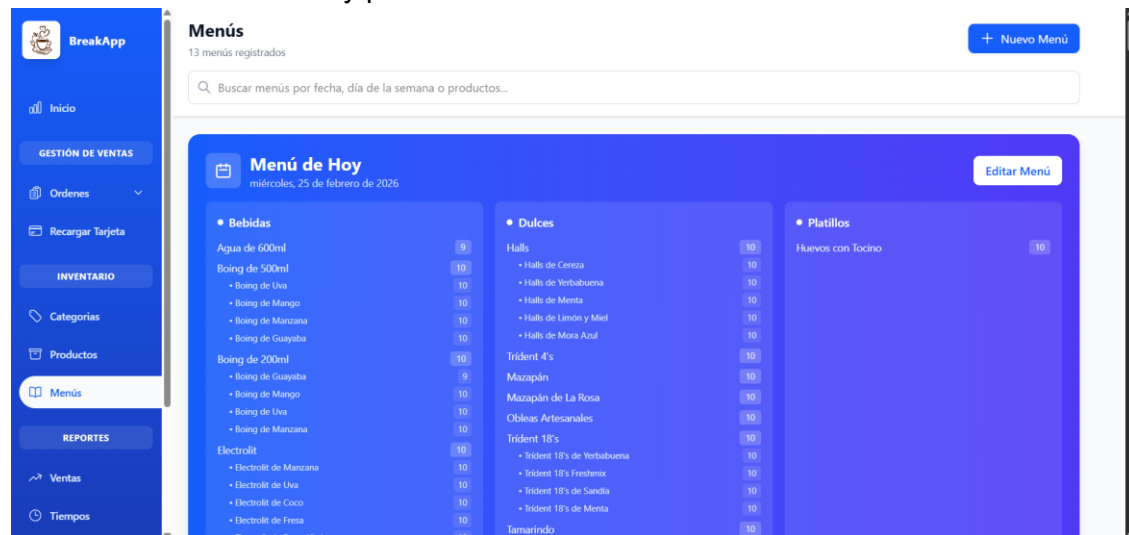 BreakApp
Inicio
GESTIÓN DE VENTAS
Ordenes
Recargar Tarjeta
INVENTARIO
Categorias
Productos
Menús
REPORTES
Ventas
Tiempos
Menús
13 menús registrados
+ Nuevo Menú
Buscar menús por fecha, día de la semana o productos...
Menú de Hoy
miércoles, 25 de febrero de 2026
Editar Menú
• Bebidas
Agua de 600ml 9
Boing de 500ml 10
• Boing de Uva 10
• Boing de Mango 10
• Boing de Manzana 10
• Boing de Guayaba 10
Boing de 200ml 10
• Boing de Guayaba 9
• Boing de Mango 10
• Boing de Uva 10
• Boing de Manzana 10
Electrolit 10
• Electrolit de Manzana 10
• Electrolit de Uva 10
• Electrolit de Coco 10
• Electrolit de Fresa 10
• Dulces
Halls 10
• Halls de Cereza 10
• Halls de Yerbabuena 10
• Halls de Menta 10
• Halls de Limón y Miel 10
• Halls de Mora Azul 10
Trídent 4's 10
Mazapán 10
Mazapán de La Rosa 10
Obleas Artesanales 10
Trídent 18's 10
• Trídent 18's de Yerbabuena 10
• Trídent 18's Freshmix 10
• Trídent 18's de Sandía 10
• Trídent 18's de Menta 10
Tamarindo 10
• Platillos
Huevos con Tocino 10